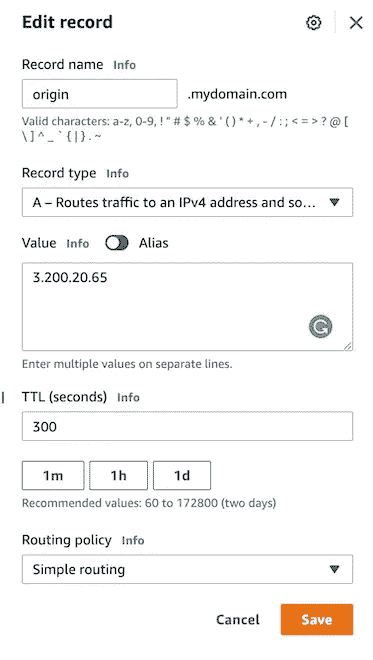 Edit record
Record name Info
origin .mydomain.com
Valid characters: a-z, 0-9, ! " # $ % & ' ( ) * + , - / : ; < = > ? @ [
\ ] ^ _ ` { | } . ~
Record type Info
A – Routes traffic to an IPv4 address and so...
Value Info Alias
3.200.20.65
Enter multiple values on separate lines.
TTL (seconds) Info
300
1m 1h 1d
Recommended values: 60 to 172800 (two days)
Routing policy Info
Simple routing
Cancel Save